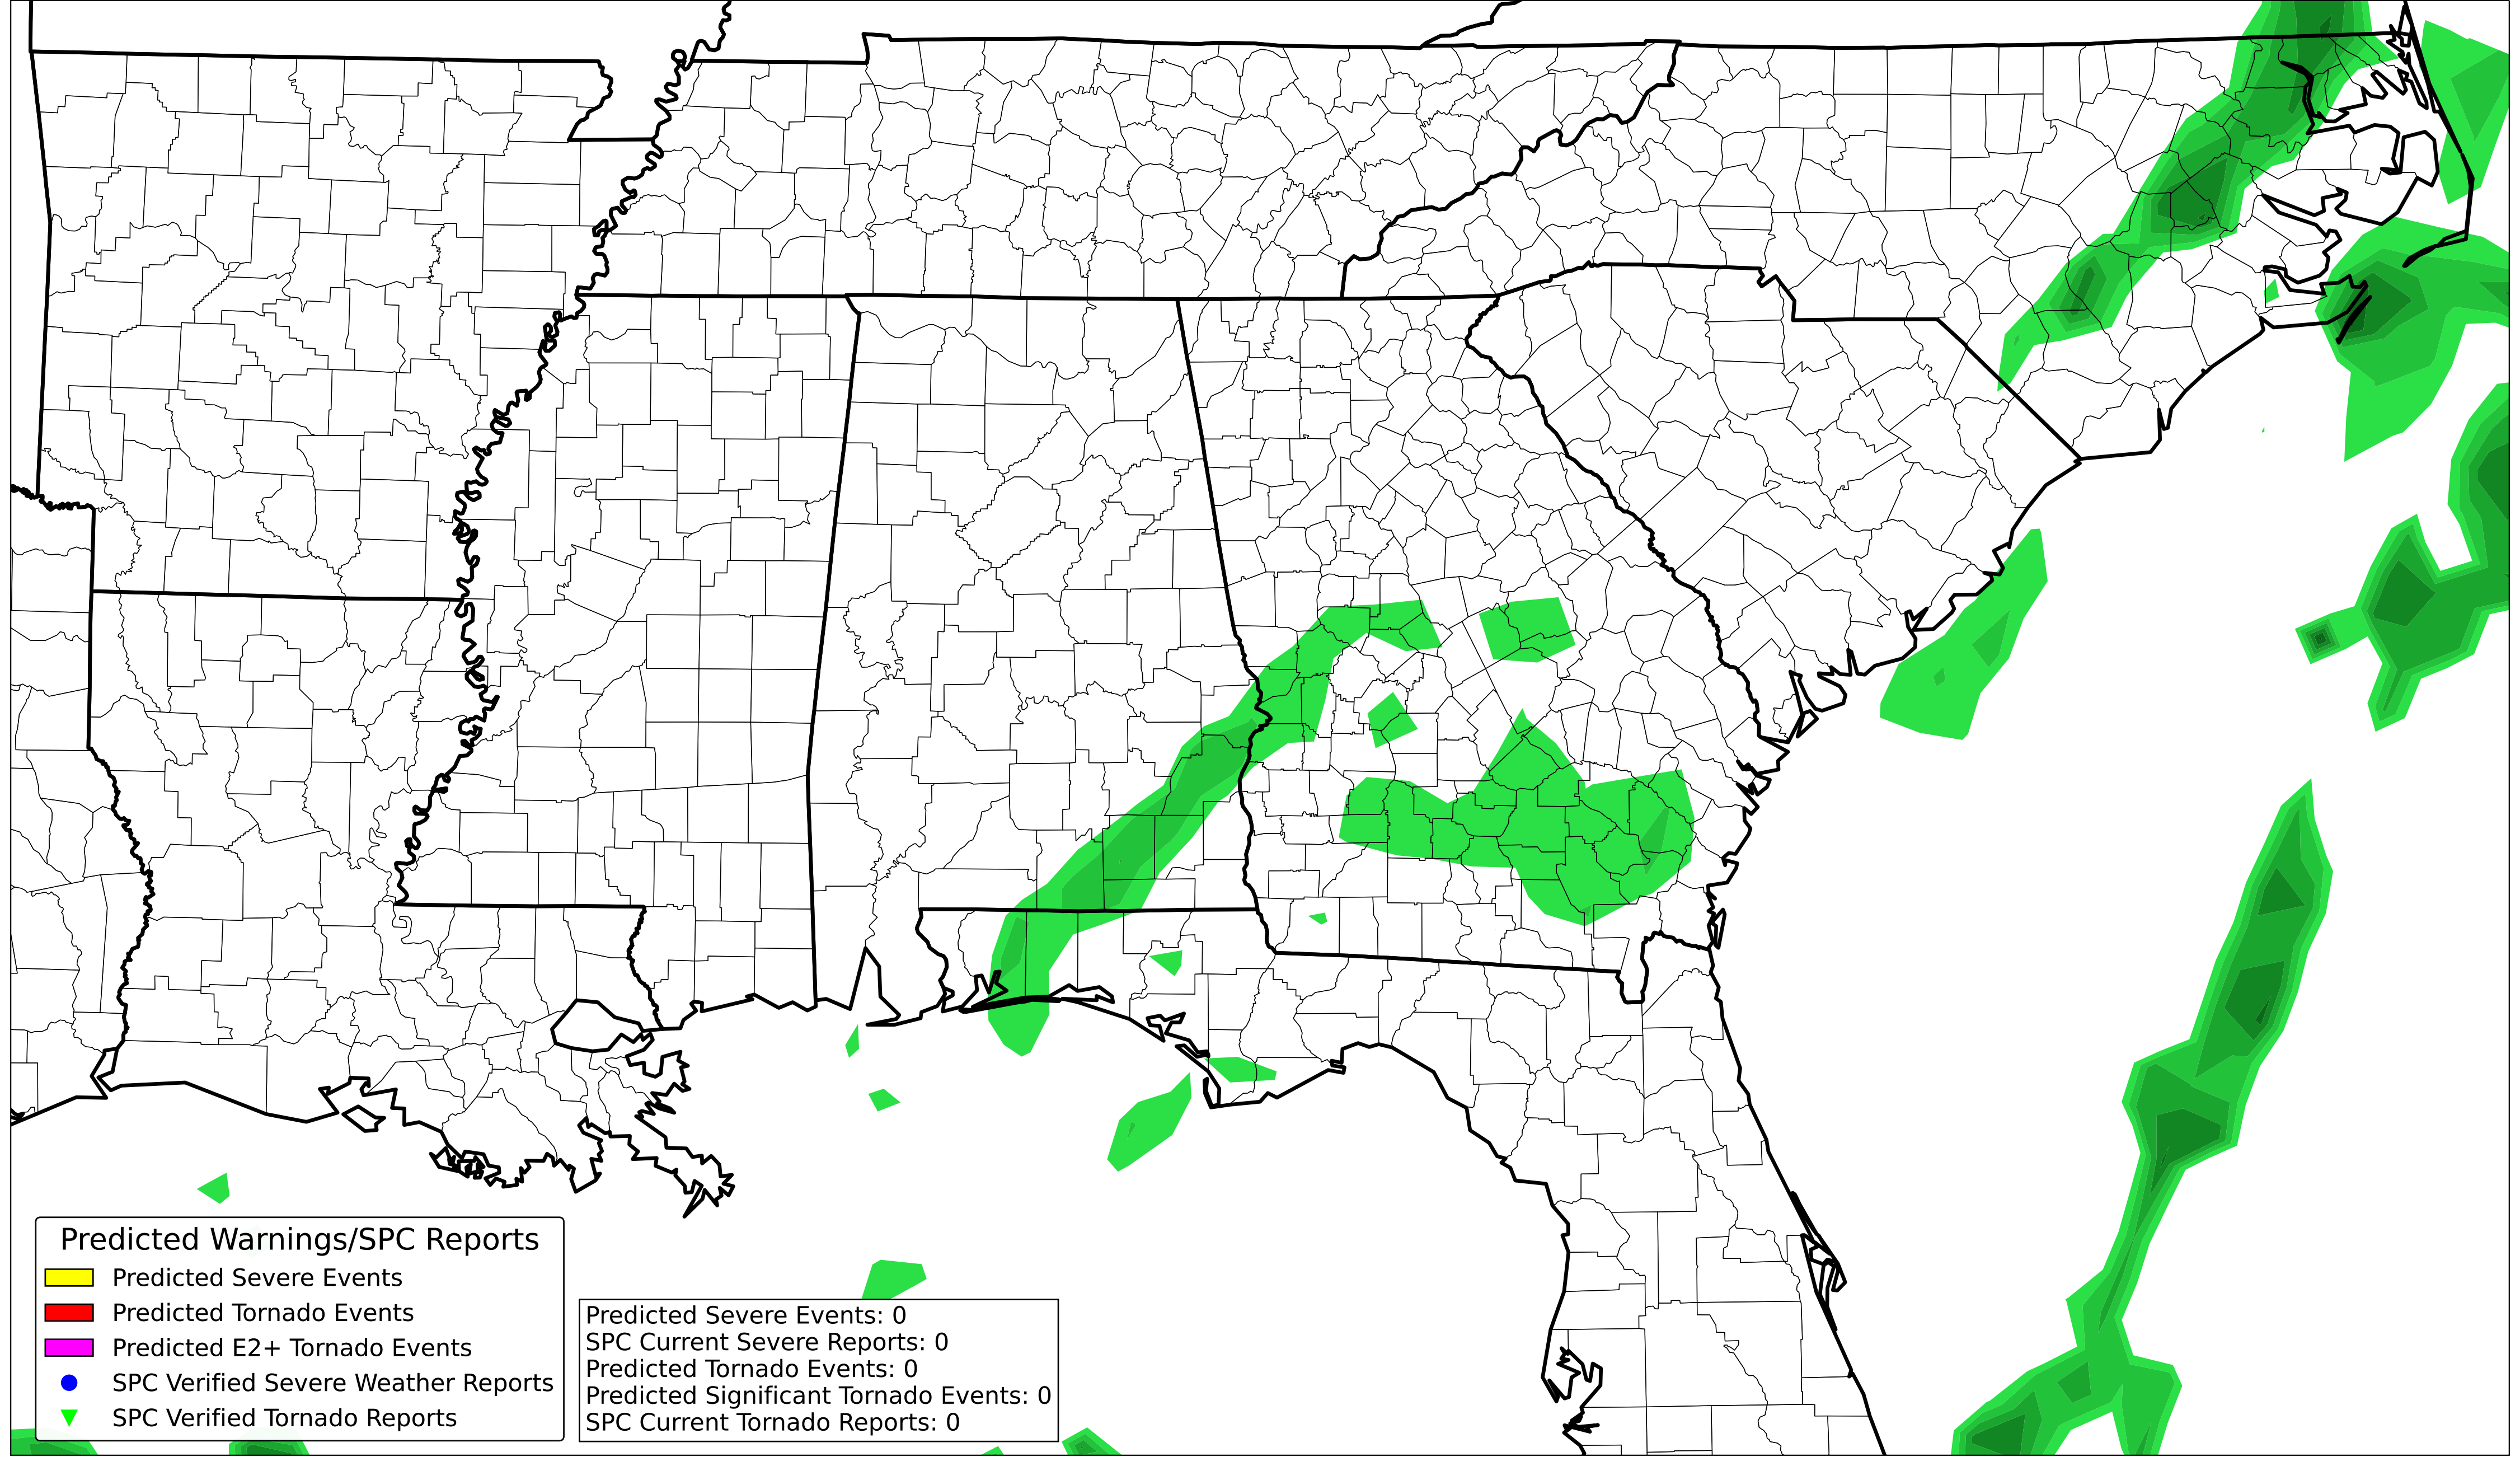 Predicted Warnings/SPC Reports
Predicted Severe Events
Predicted Tornado Events
Predicted E2+ Tornado Events
SPC Verified Severe Weather Reports
SPC Verified Tornado Reports
Predicted Severe Events: 0
SPC Current Severe Reports: 0
Predicted Tornado Events: 0
Predicted Significant Tornado Events: 0
SPC Current Tornado Reports: 0